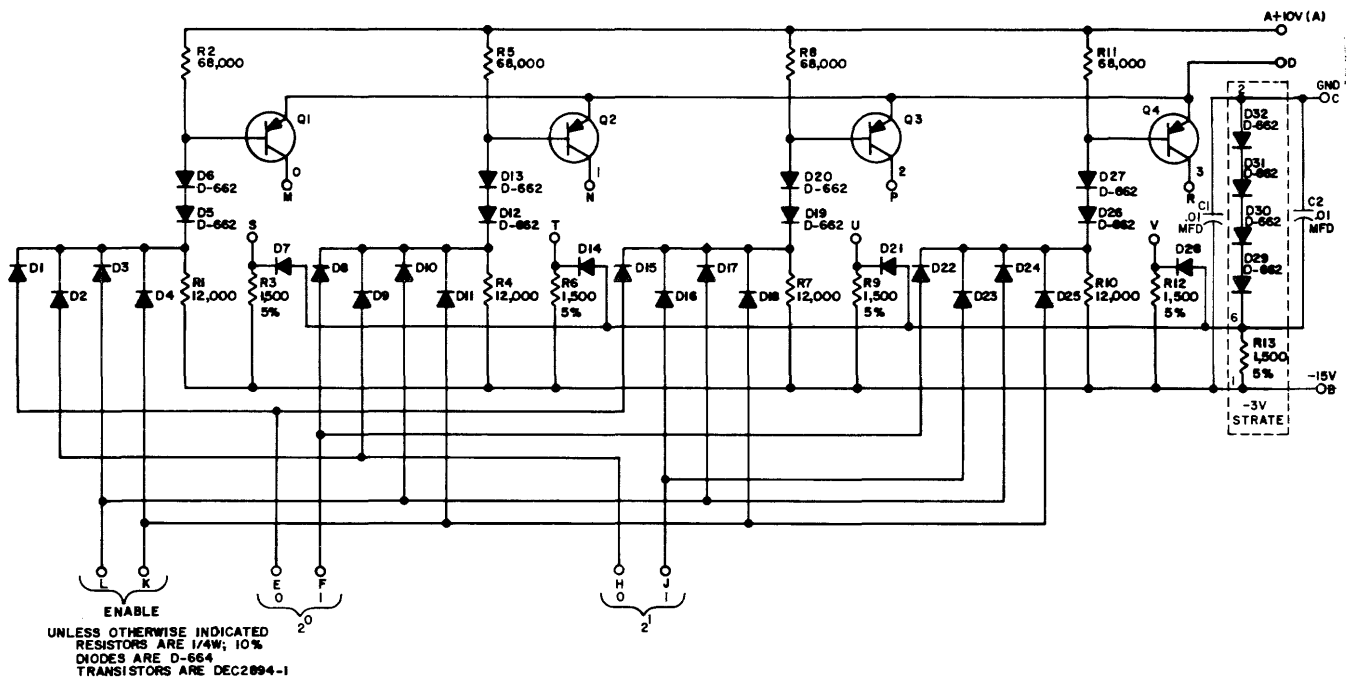 A+10V (A)
R2
68,000
R5
68,000
R8
68,000
R11
68,000
D
GND
C
2
Q1
Q2
Q3
Q4
D32
D-662
0
M
1
N
2
P
3
R
D6
D-662
D13
D-662
D20
D-662
D27
D-662
D31
D-662
C1
.01
MFD
C2
.01
MFD
D5
D-662
D12
D-662
D19
D-662
D26
D-662
D30
D-662
S
T
U
V
D7
D14
D21
D28
D29
D-662
D1
D2
D3
D4
R1
12,000
R3
1,500
5%
D8
D9
D10
D11
R4
12,000
R6
1,500
5%
D15
D16
D17
D18
R7
12,000
R9
1,500
5%
D22
D23
D24
D25
R10
12,000
R12
1,500
5%
6
R13
1,500
5%
1
-15V
B
-3V
STRATE
L
K
E
0
F
1
H
0
J
1
ENABLE
2⁰
2¹
UNLESS OTHERWISE INDICATED
RESISTORS ARE 1/4W; 10%
DIODES ARE D-664
TRANSISTORS ARE DEC2894-1